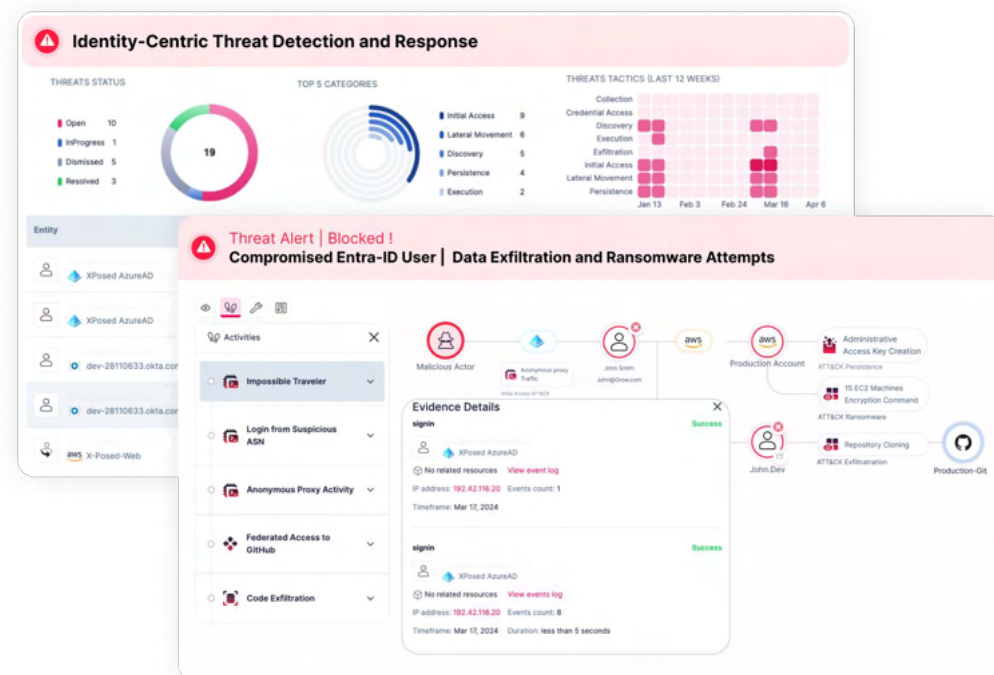 Identity-Centric Threat Detection and Response
THREATS STATUS
Open 10
InProgress 1
Dismissed 5
Resolved 3
19
TOP 5 CATEGORIES
Initial Access 9
Lateral Movement 6
Discovery 5
Persistence 4
Execution 2
THREATS TACTICS (LAST 12 WEEKS)
Collection
Credential Access
Discovery
Execution
Exfiltration
Initial Access
Lateral Movement
Persistence
Jan 13 Feb 3 Feb 24 Mar 16 Apr 6
Entity
XPosed AzureAD
XPosed AzureAD
dev-28110633.okta.cor
dev-28110633.okta.cor
aws X-Posed-Web
Threat Alert | Blocked !
Compromised Entra-ID User | Data Exfiltration and Ransomware Attempts
Activities
Impossible Traveler
Login from Suspicious
ASN
Anonymous Proxy Activity
Federated Access to
GitHub
Code Exfiltration
Malicious Actor
Anonymous proxy
Traffic
Initial Access ATT&CK
John Smith
John@Grow.com
aws
aws
Production Account
Administrative
Access Key Creation
ATT&CK Persistence
15 EC2 Machines
Encryption Command
ATT&CK Ransomware
John.Dev
Repository Cloning
ATT&CK Exfiltratration
Production-Git
Evidence Details
signin Success
XPosed AzureAD
No related resources View event log
IP address: 192.42.116.20 Events count: 1
Timeframe: Mar 17, 2024
signin Success
XPosed AzureAD
No related resources View events log
IP address: 192.42.116.20 Events count: 6
Timeframe: Mar 17, 2024 Duration: less than 5 seconds